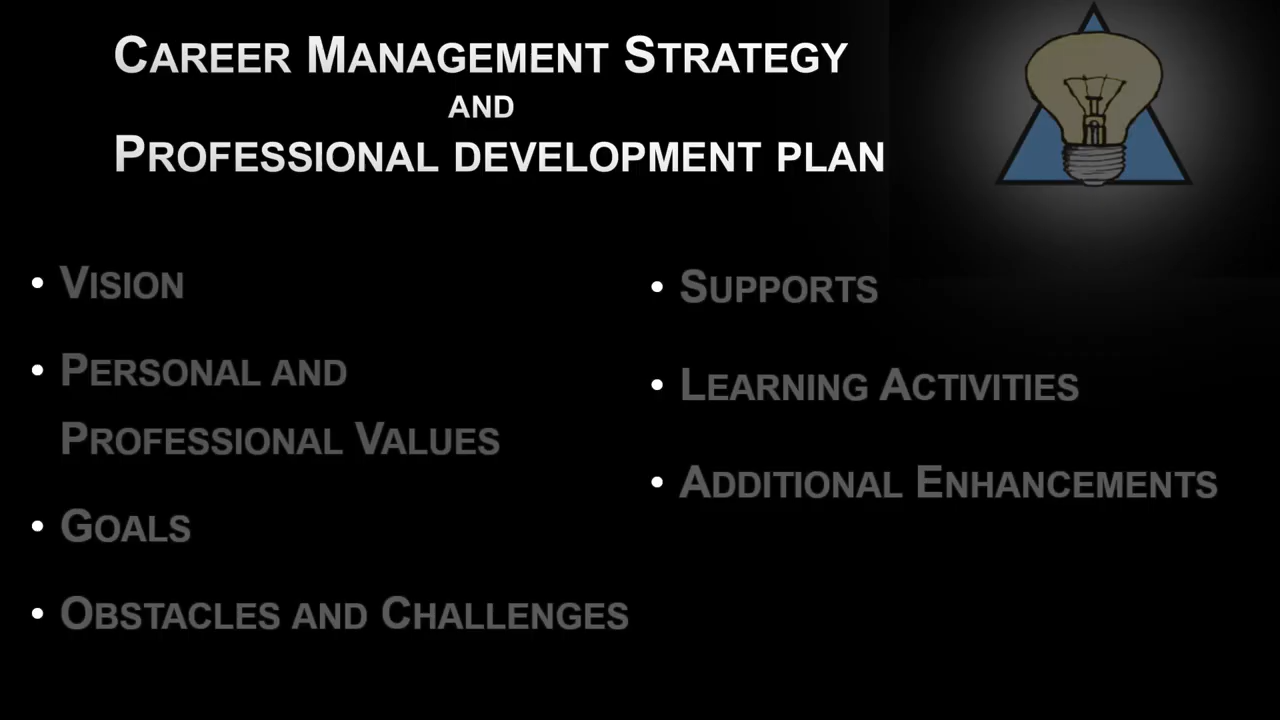 CAREER MANAGEMENT STRATEGY
AND
PROFESSIONAL DEVELOPMENT PLAN
• VISION
• PERSONAL AND
PROFESSIONAL VALUES
• GOALS
• OBSTACLES AND CHALLENGES
• SUPPORTS
• LEARNING ACTIVITIES
• ADDITIONAL ENHANCEMENTS